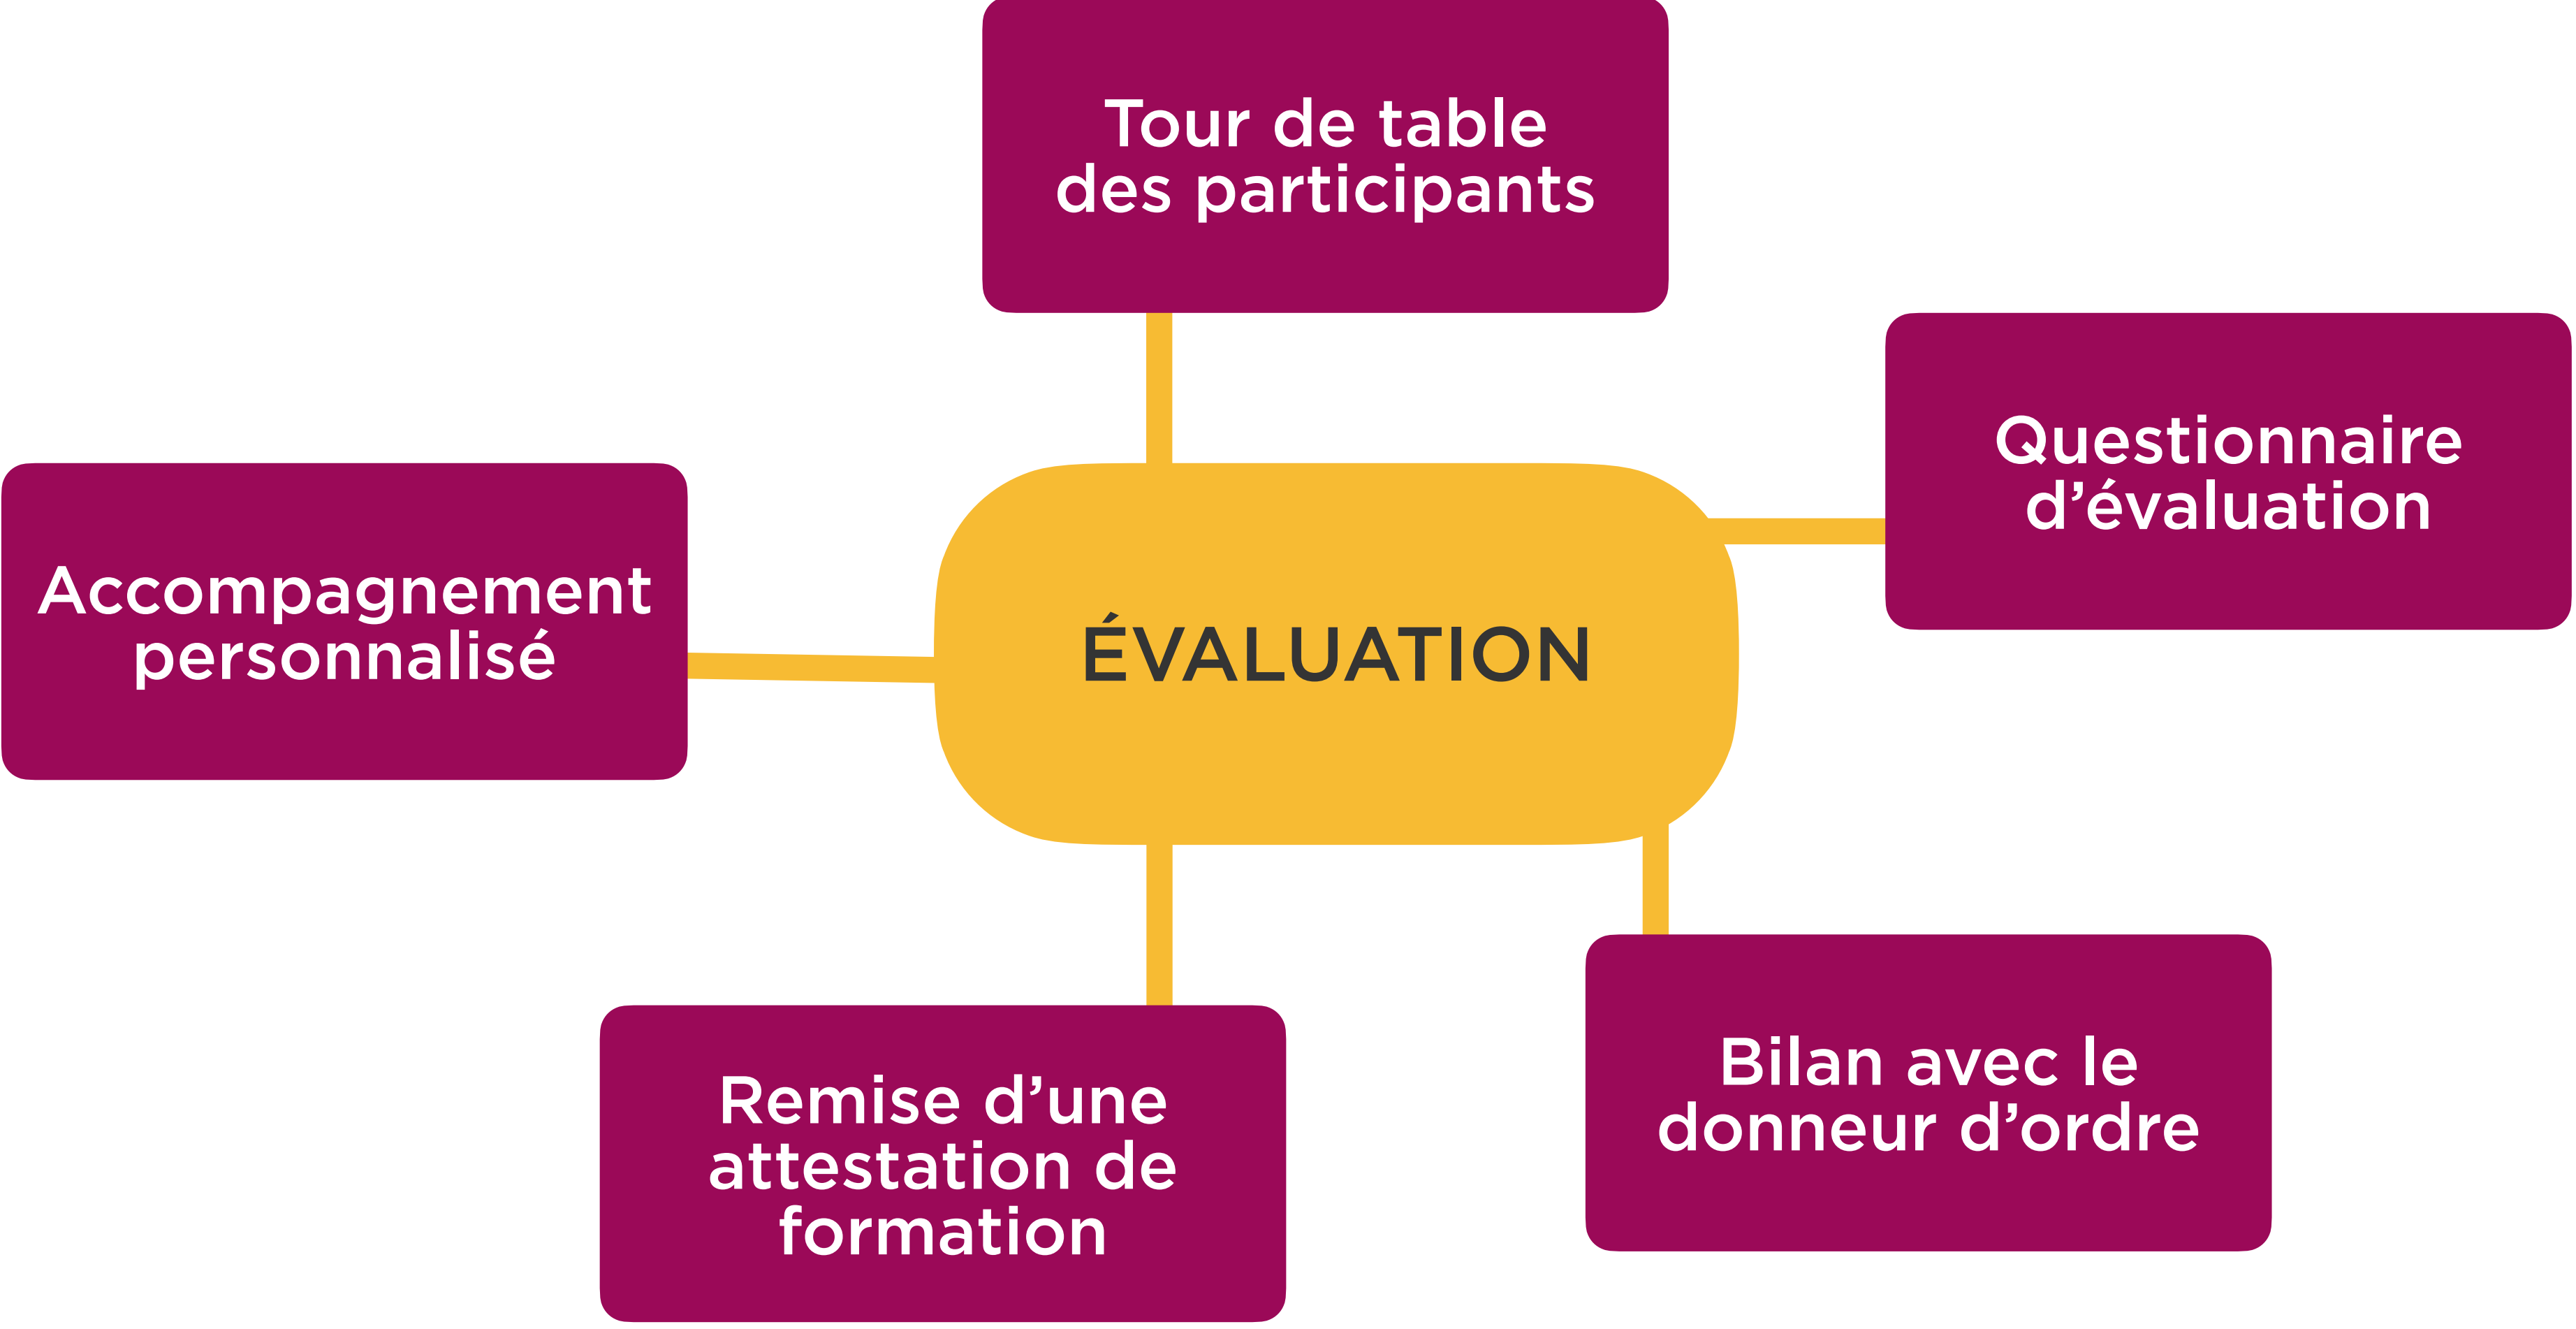 Tour de table
des participants
Questionnaire
d’évaluation
Accompagnement
personnalisé
ÉVALUATION
Bilan avec le
donneur d’ordre
Remise d’une
attestation de
formation